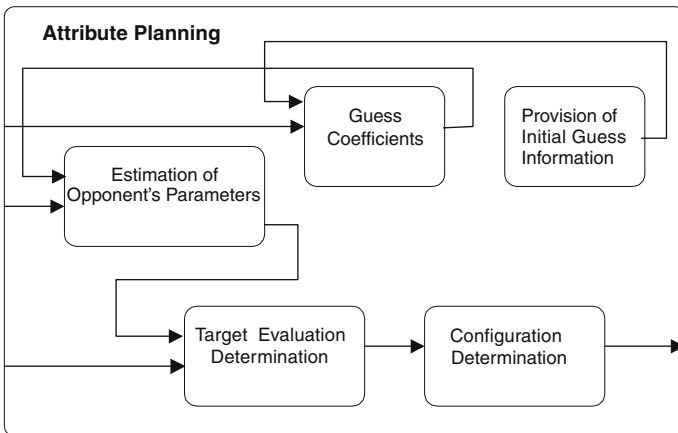 Attribute Planning
Guess
Coefficients
Provision of
Initial Guess
Information
Estimation of
Opponent's Parameters
Target Evaluation
Determination
Configuration
Determination